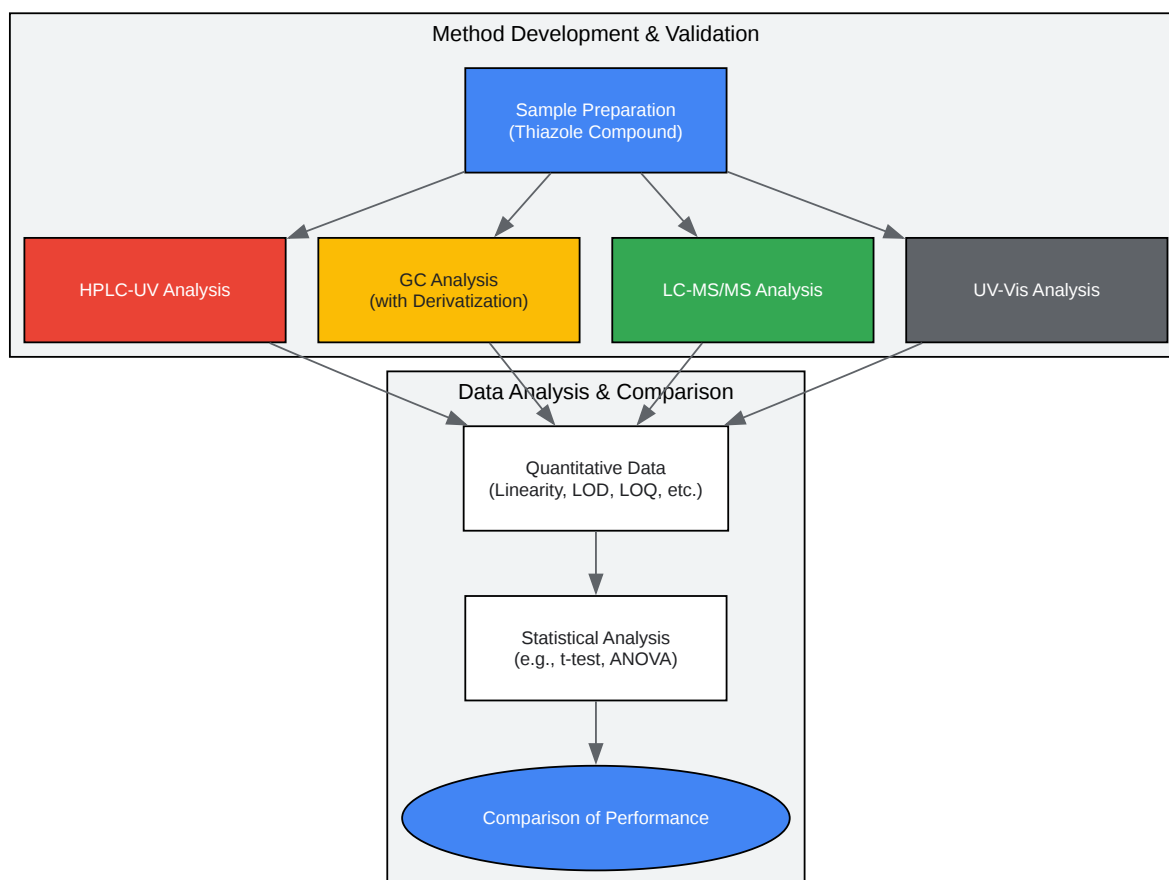 Method Development & Validation
Sample Preparation
(Thiazole Compound)
HPLC-UV Analysis
GC Analysis
(with Derivatization)
LC-MS/MS Analysis
UV-Vis Analysis
Data Analysis & Comparison
Quantitative Data
(Linearity, LOD, LOQ, etc.)
Statistical Analysis
(e.g., t-test, ANOVA)
Comparison of Performance